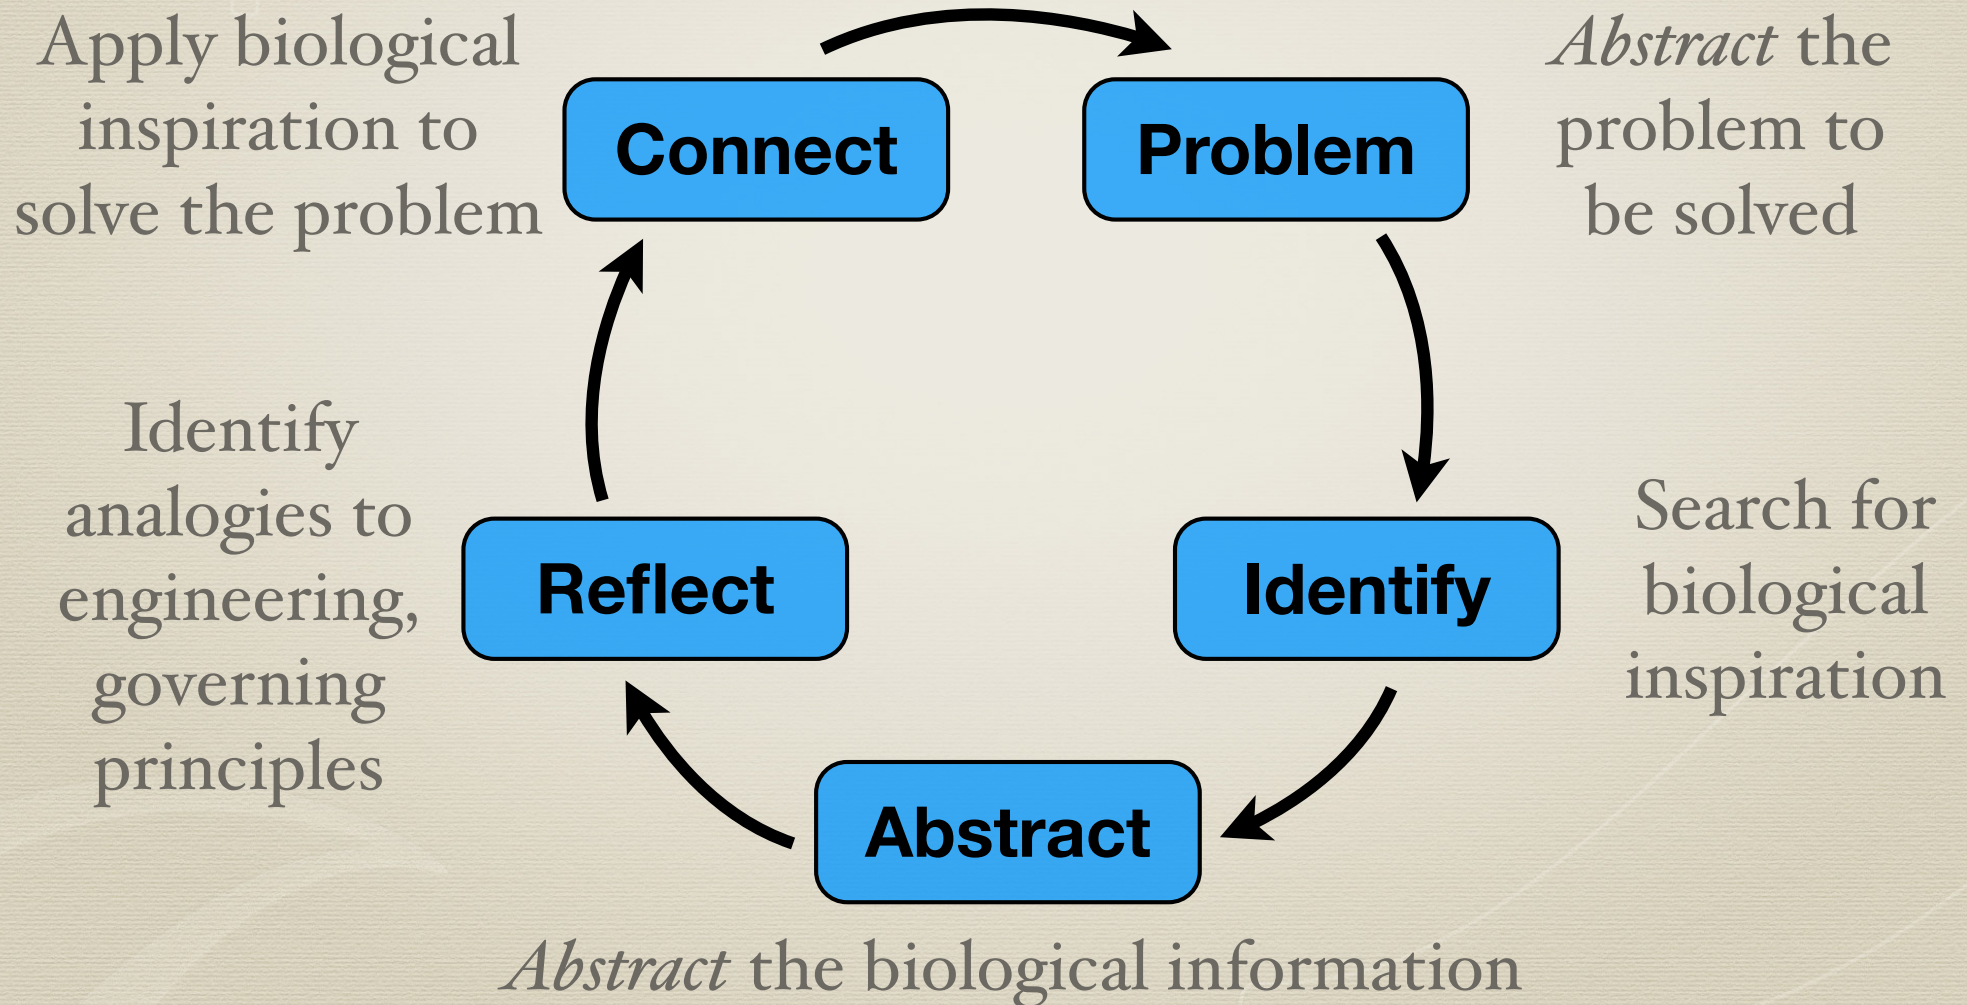 Apply biological
inspiration to
solve the problem
Connect
Problem
Abstract the
problem to
be solved
Identify
analogies to
engineering,
governing
principles
Reflect
Identify
Search for
biological
inspiration
Abstract
Abstract the biological information